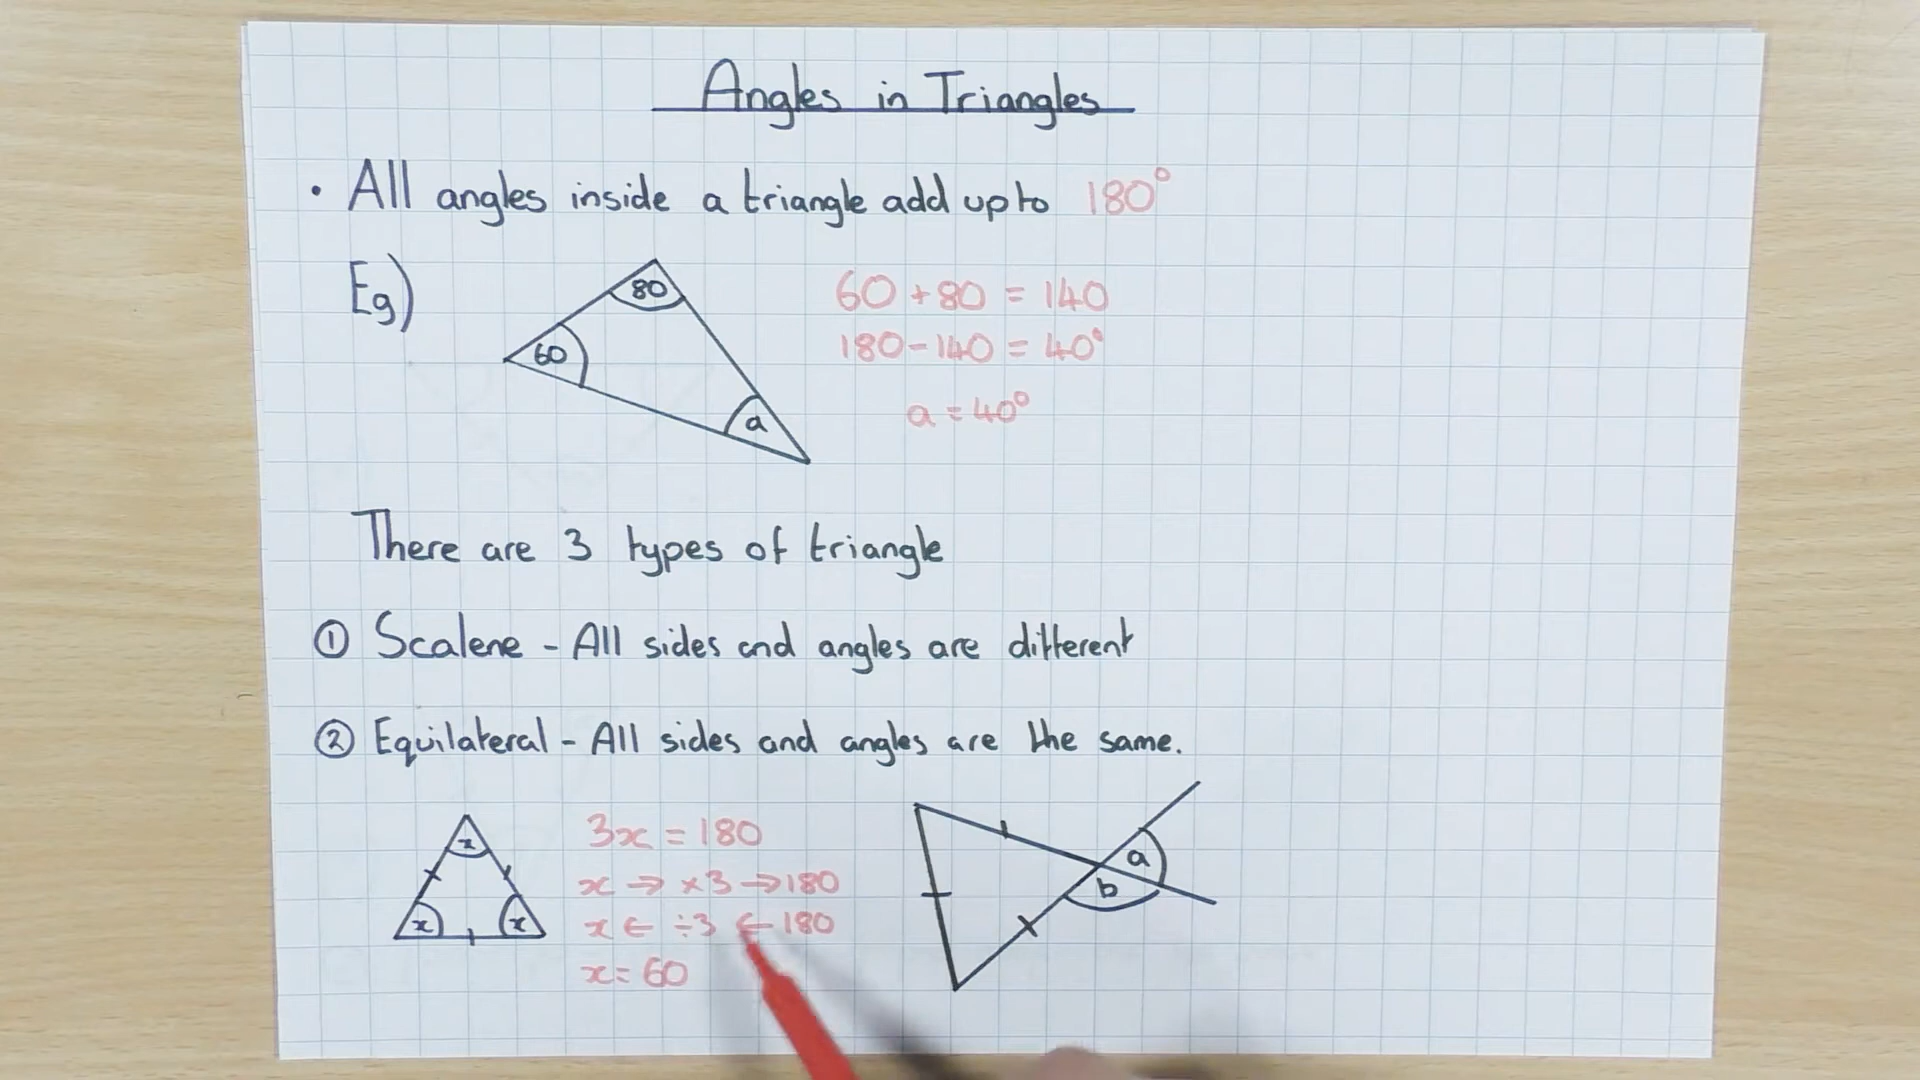 Angles in Triangles
• All angles inside a triangle add up to 180°
Eg)
80
60
a
60 + 80 = 140
180 - 140 = 40°
a = 40°
There are 3 types of triangle
① Scalene - All sides and angles are different
② Equilateral - All sides and angles are the same.
x
x
x
3x = 180
x → ×3 → 180
x ← ÷3 ← 180
x = 60
a
b